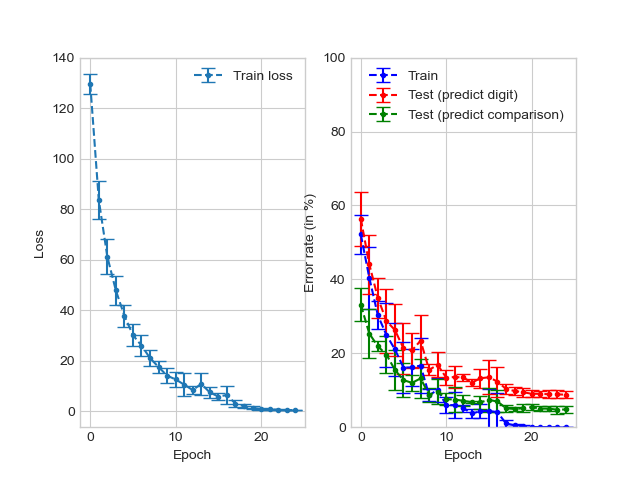 140
120
100
80
60
40
20
0
0
10
20
Loss
Epoch
Train loss
100
80
60
40
20
0
0
10
20
Error rate (in %)
Epoch
Train
Test (predict digit)
Test (predict comparison)